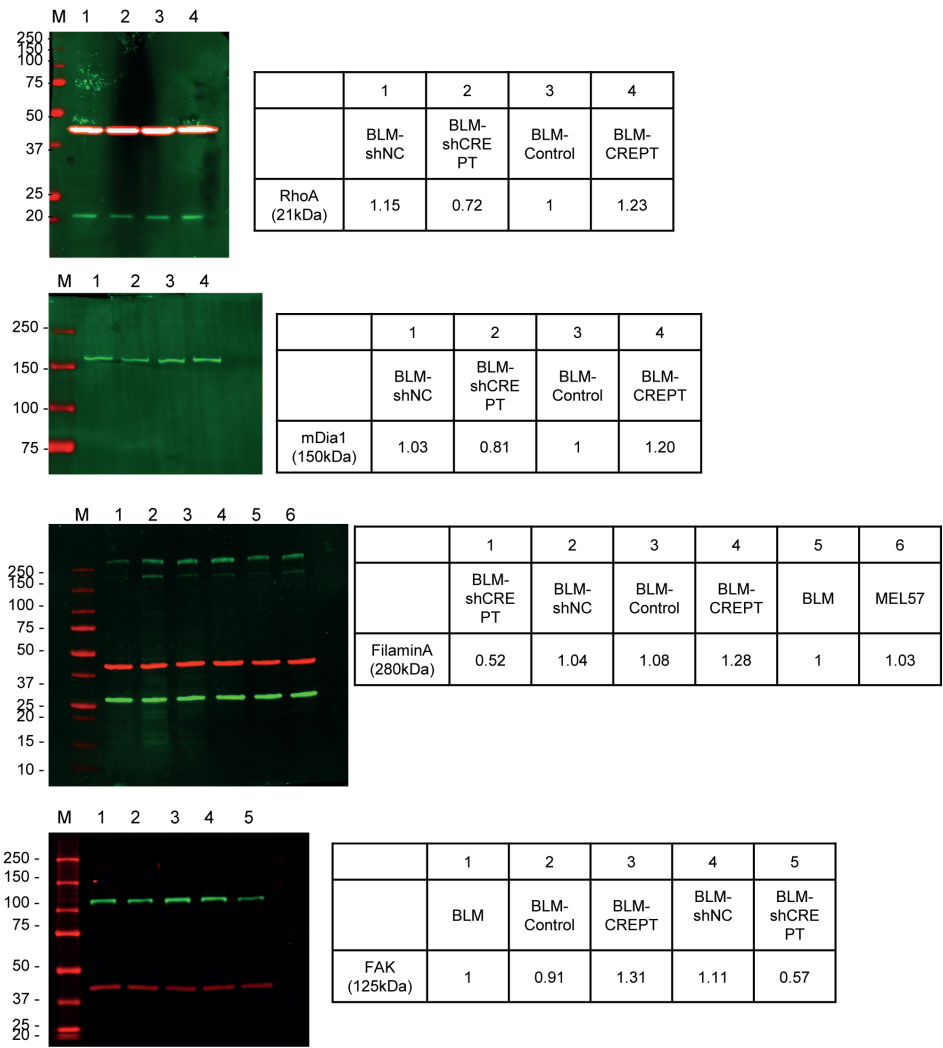 M 1 2 3 4
250 -
150 -
100 -
75 -
50 -
37 -
25 -
20 -
1 2 3 4
BLM-shNC BLM-shCREPT BLM-Control BLM-CREPT
RhoA (21kDa) 1.15 0.72 1 1.23
M 1 2 3 4
250 -
150 -
100 -
75 -
1 2 3 4
BLM-shNC BLM-shCREPT BLM-Control BLM-CREPT
mDia1 (150kDa) 1.03 0.81 1 1.20
M 1 2 3 4 5 6
250 -
150 -
100 -
75 -
50 -
37 -
25 -
20 -
15 -
10 -
1 2 3 4 5 6
BLM-shCREPT BLM-shNC BLM-Control BLM-CREPT BLM MEL57
FilaminA (280kDa) 0.52 1.04 1.08 1.28 1 1.03
M 1 2 3 4 5
250 -
150 -
100 -
75 -
50 -
37 -
25 -
20 -
1 2 3 4 5
BLM BLM-Control BLM-CREPT BLM-shNC BLM-shCREPT
FAK (125kDa) 1 0.91 1.31 1.11 0.57